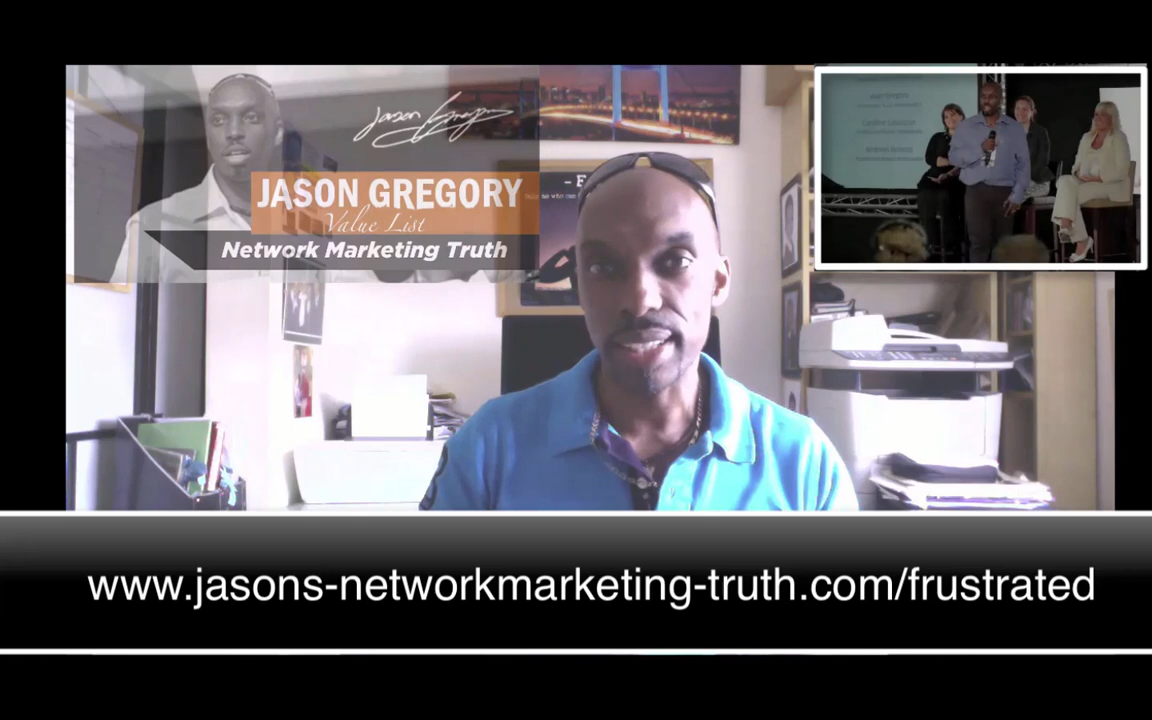 Jason Gregory
JASON GREGORY
Value List
Network Marketing Truth
www.jasons-networkmarketing-truth.com/frustrated